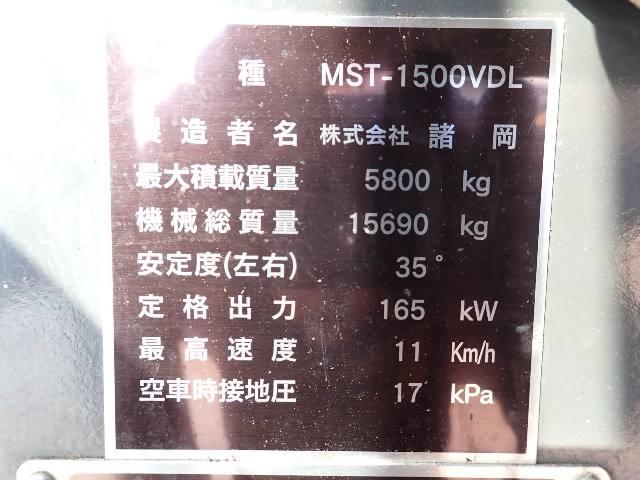 種 MST-1500VDL
製造者名 株式会社 諸岡
最大積載質量 5800 kg
機械総質量 15690 kg
安定度(左右) 35°
定格出力 165 kW
最高速度 11 Km/h
空車時接地圧 17 kPa